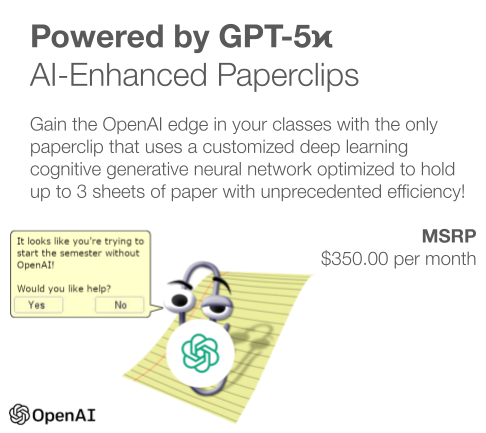 Powered by GPT-5ϰ
AI-Enhanced Paperclips
Gain the OpenAI edge in your classes with the only
paperclip that uses a customized deep learning
cognitive generative neural network optimized to hold
up to 3 sheets of paper with unprecedented efficiency!
MSRP
$350.00 per month
It looks like you're trying to
start the semester without
OpenAI!
Would you like help?
Yes No
OpenAI